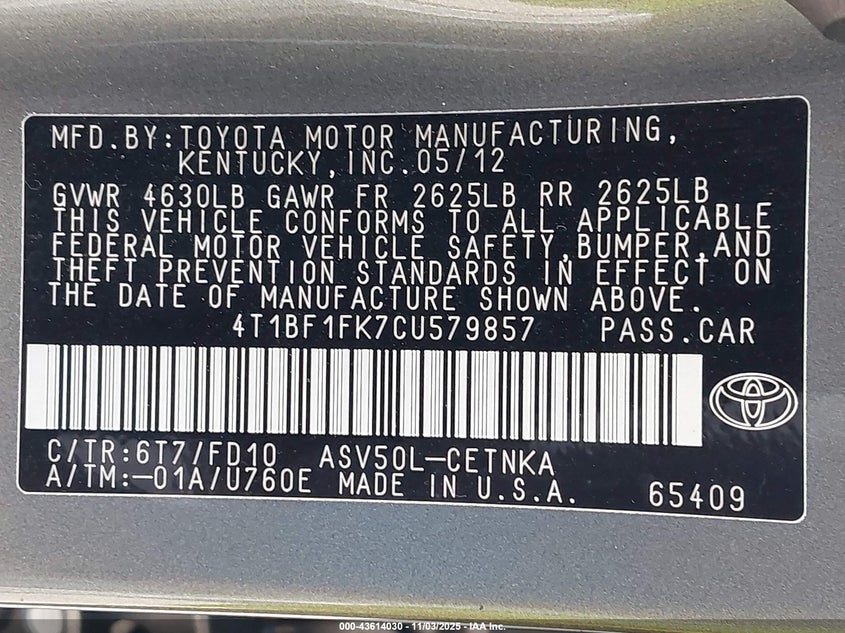 MFD.BY:TOYOTA MOTOR MANUFACTURING,
KENTUCKY,INC.05/12
GVWR 4630LB GAWR FR 2625LB RR 2625LB
THIS VEHICLE CONFORMS TO ALL APPLICABLE
FEDERAL MOTOR VEHICLE SAFETY,BUMPER,AND
THEFT PREVENTION STANDARDS IN EFFECT ON
THE DATE OF MANUFACTURE SHOWN ABOVE.
4T1BF1FK7CU579857 PASS.CAR
C/TR:6T7/FD10 ASV50L-CETNKA
A/TM:-01A/U760E MADE IN U.S.A. 65409
000-43614030 - 11/03/2025 - IAA Inc.